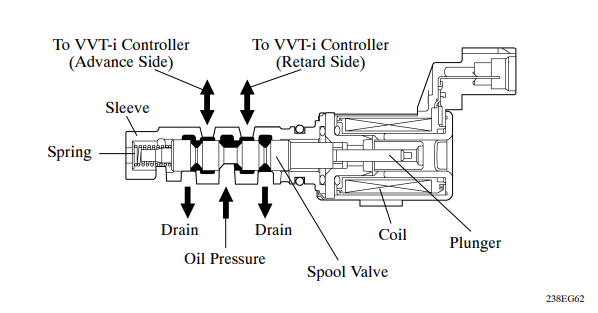 To VVT-i Controller
(Advance Side)
To VVT-i Controller
(Retard Side)
Sleeve
Spring
Drain
Drain
Oil Pressure
Coil
Plunger
Spool Valve
238EG62